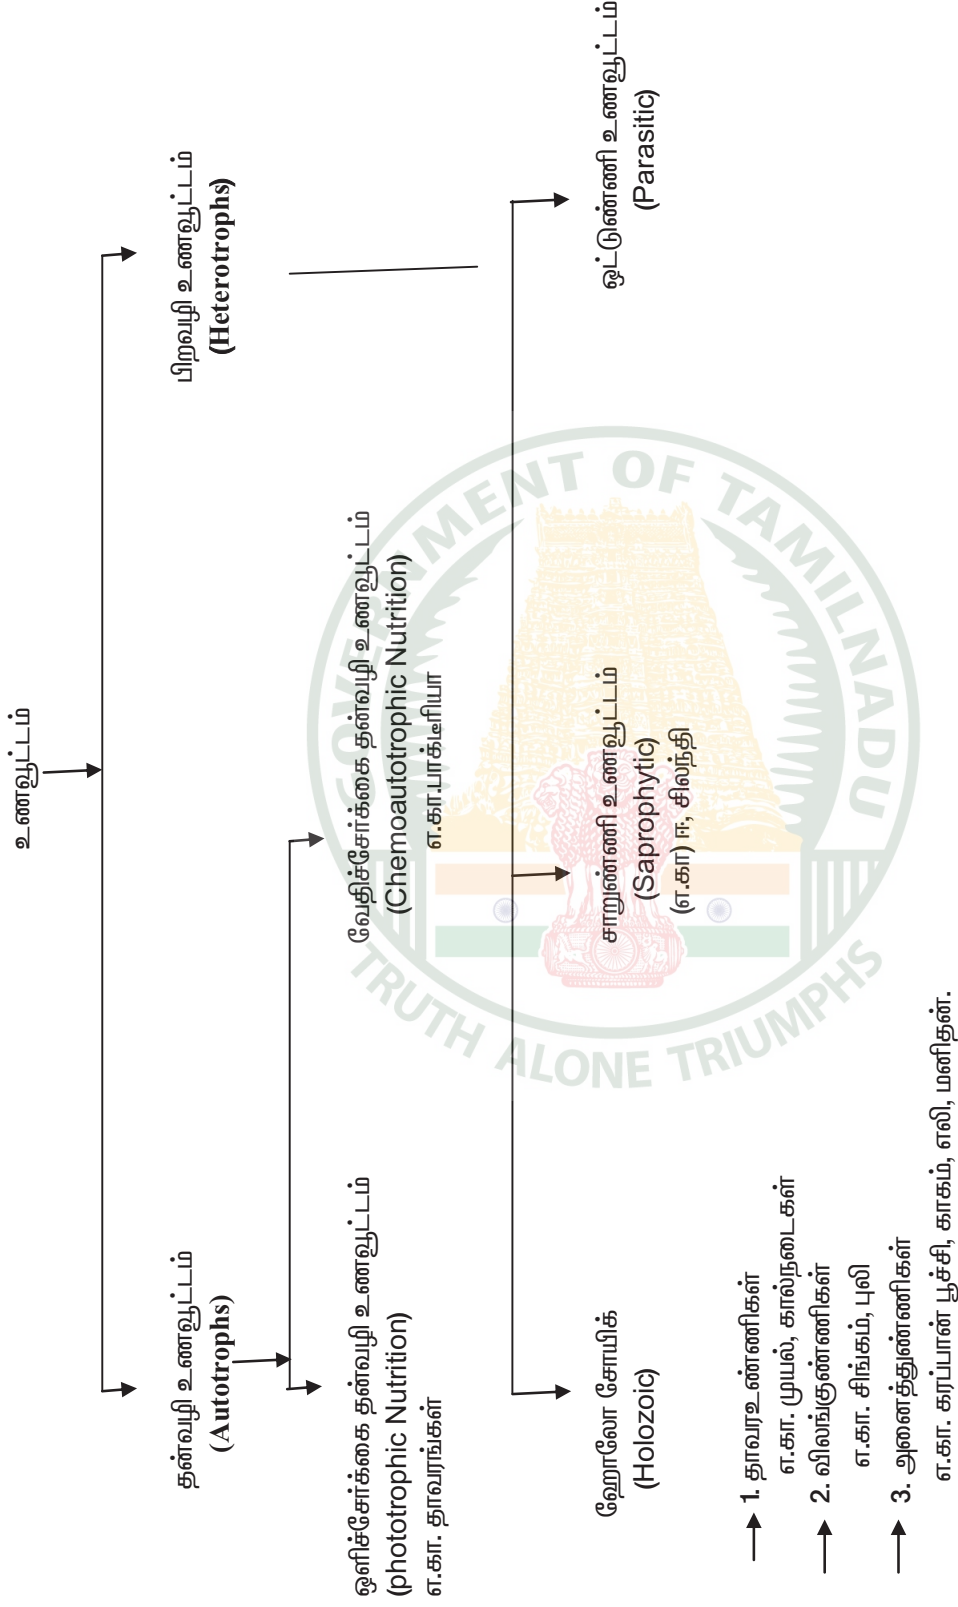 உணவூட்டம்
தன்வழி உணவூட்டம்
(Autotrophs)
பிறவழி உணவூட்டம்
(Heterotrophs)
ஒளிச்சேர்க்கை தன்வழி உணவூட்டம்
(phototrophic Nutrition)
எ.கா. தாவரங்கள்
வேதிச்சேர்க்கை தன்வழி உணவூட்டம்
(Chemoautotrophic Nutrition)
எ.கா.பாக்டீரியா
ஹோலோ சோயிக்
(Holozoic)
சாறுண்ணி உணவூட்டம்
(Saprophytic)
(எ.கா) ஈ, சிலந்தி
ஒட்டுண்ணி உணவூட்டம்
(Parasitic)
1. தாவரஉண்ணிகள்
எ.கா. முயல், கால்நடைகள்
2. விலங்குண்ணிகள்
எ.கா. சிங்கம், புலி
3. அனைத்துண்ணிகள்
எ.கா. கரப்பான் பூச்சி, காகம், எலி, மனிதன்.
GOVERNMENT OF TAMILNADU
TRUTH ALONE TRIUMPHS